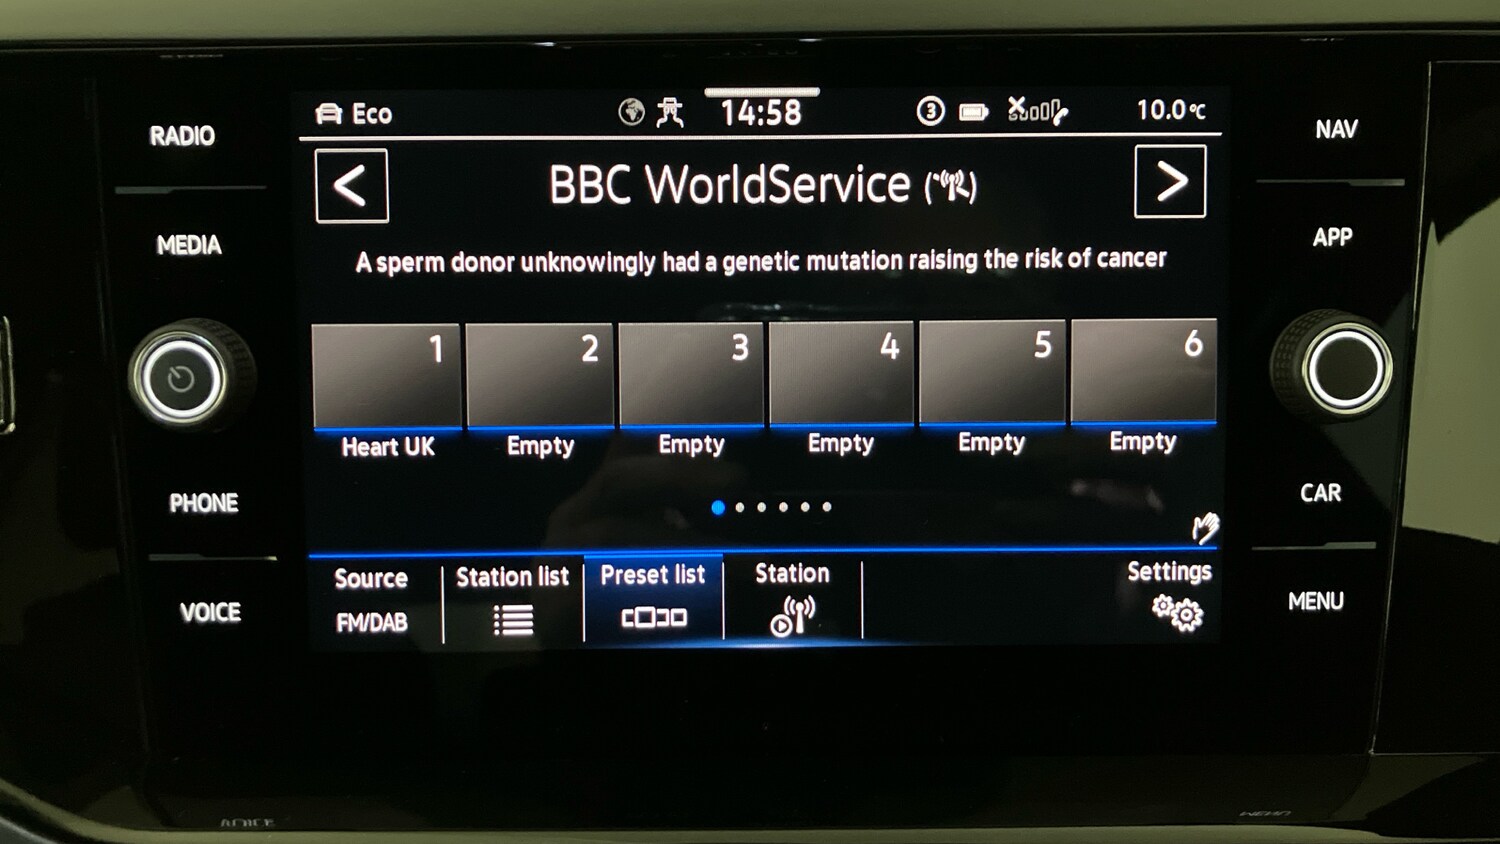 RADIO
MEDIA
PHONE
VOICE
Eco
14:58
3
10.0°C
<
BBC WorldService
>
A sperm donor unknowingly had a genetic mutation raising the risk of cancer
1 2 3 4 5 6
Heart UK Empty Empty Empty Empty Empty
Source Station list Preset list Station Settings
FM/DAB
NAV
APP
CAR
MENU